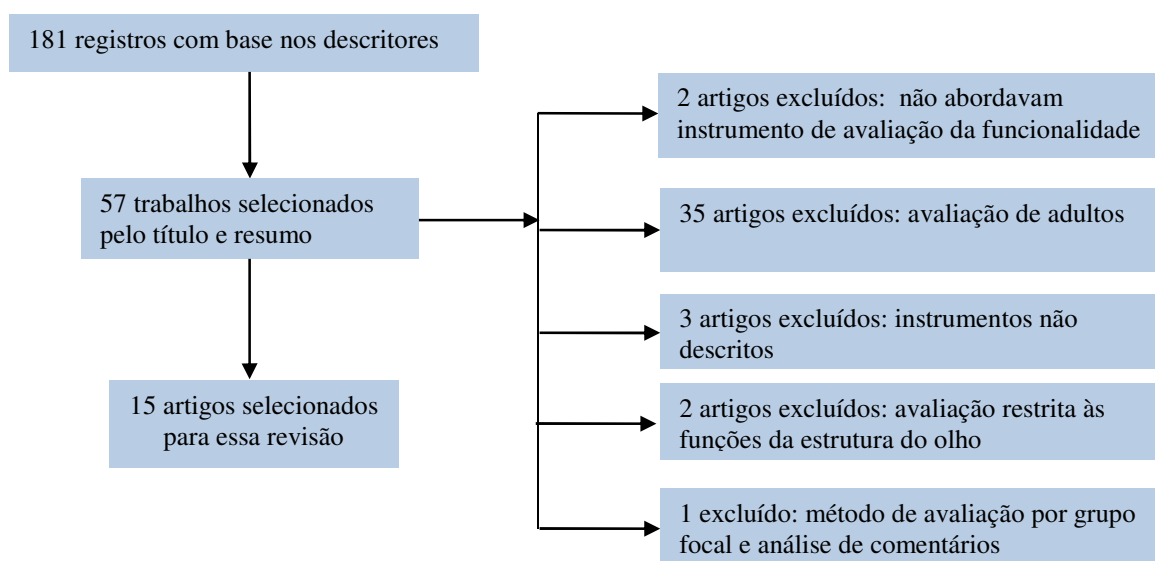 181 registros com base nos descritores
57 trabalhos selecionados
pelo título e resumo
15 artigos selecionados
para essa revisão
2 artigos excluídos: não abordavam
instrumento de avaliação da funcionalidade
35 artigos excluídos: avaliação de adultos
3 artigos excluídos: instrumentos não
descritos
2 artigos excluídos: avaliação restrita às
funções da estrutura do olho
1 excluído: método de avaliação por grupo
focal e análise de comentários